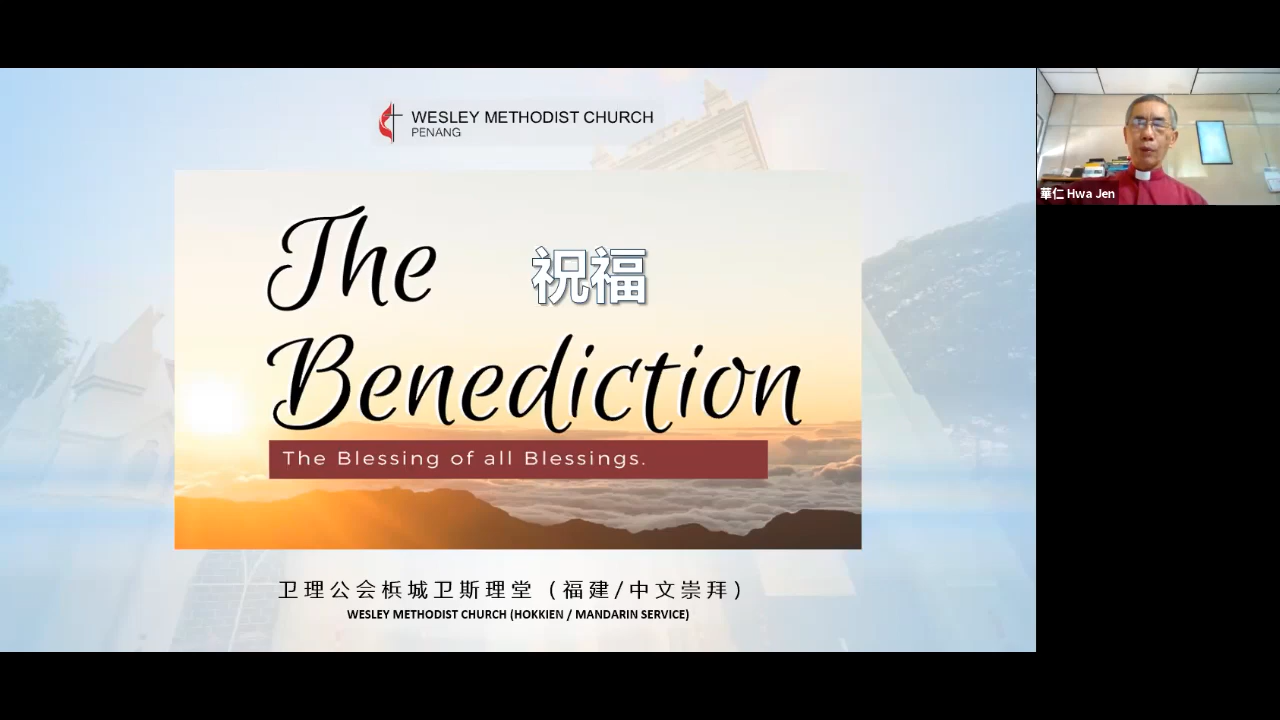 WESLEY METHODIST CHURCH
PENANG
The 祝福
Benediction
The Blessing of all Blessings.
卫理公会槟城卫斯理堂 (福建/中文崇拜)
WESLEY METHODIST CHURCH (HOKKIEN / MANDARIN SERVICE)
華仁 Hwa Jen